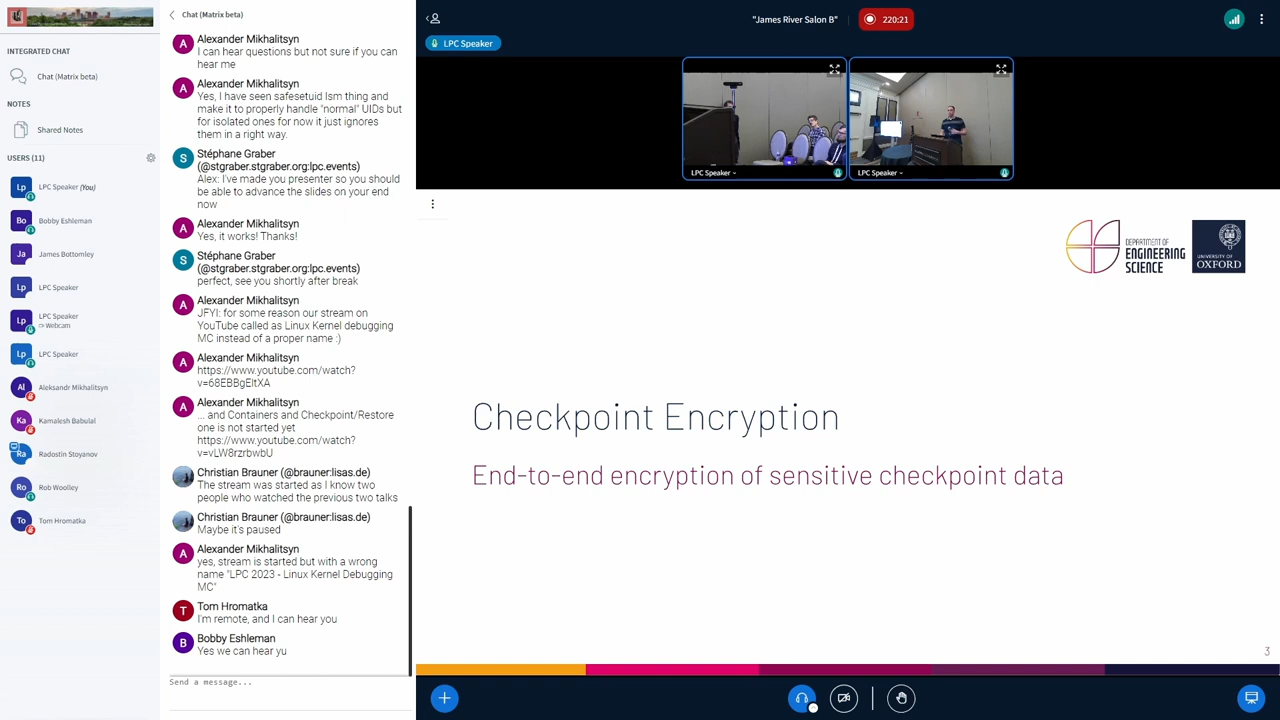 INTEGRATED CHAT
Chat (Matrix beta)
NOTES
Shared Notes
USERS (11)
Lp
LPC Speaker (You)
Bo
Bobby Eshleman
Ja
James Bottomley
Lp
LPC Speaker
Lp
LPC Speaker
Webcam
Lp
LPC Speaker
Al
Aleksandr Mikhalitsyn
Ka
Kamalesh Babulal
Ra
Radostin Stoyanov
Ro
Rob Woolley
To
Tom Hromatka
Chat (Matrix beta)
A
Alexander Mikhalitsyn
I can hear questions but not sure if you can
hear me
A
Alexander Mikhalitsyn
Yes, I have seen safesetuid lsm thing and
make it to properly handle "normal" UIDs but
for isolated ones for now it just ignores
them in a right way.
S
Stéphane Graber
(@stgraber.stgraber.org:lpc.events)
Alex: I've made you presenter so you should
be able to advance the slides on your end
now
A
Alexander Mikhalitsyn
Yes, it works! Thanks!
S
Stéphane Graber
(@stgraber.stgraber.org:lpc.events)
perfect, see you shortly after break
A
Alexander Mikhalitsyn
JFYI: for some reason our stream on
YouTube called as Linux Kernel debugging
MC instead of a proper name :)
A
Alexander Mikhalitsyn
https://www.youtube.com/watch?
v=68EBBgEltXA
A
Alexander Mikhalitsyn
... and Containers and Checkpoint/Restore
one is not started yet
https://www.youtube.com/watch?
v=vLW8rzrbwbU
Christian Brauner (@brauner:lisas.de)
The stream was started as I know two
people who watched the previous two talks
Christian Brauner (@brauner:lisas.de)
Maybe it's paused
A
Alexander Mikhalitsyn
yes, stream is started but with a wrong
name "LPC 2023 - Linux Kernel Debugging
MC"
T
Tom Hromatka
I'm remote, and I can hear you
B
Bobby Eshleman
Yes we can hear yu
Send a message...
"James River Salon B"
220:21
LPC Speaker
LPC Speaker
LPC Speaker
DEPARTMENT OF
ENGINEERING
SCIENCE
UNIVERSITY OF
OXFORD
Checkpoint Encryption
End-to-end encryption of sensitive checkpoint data
3